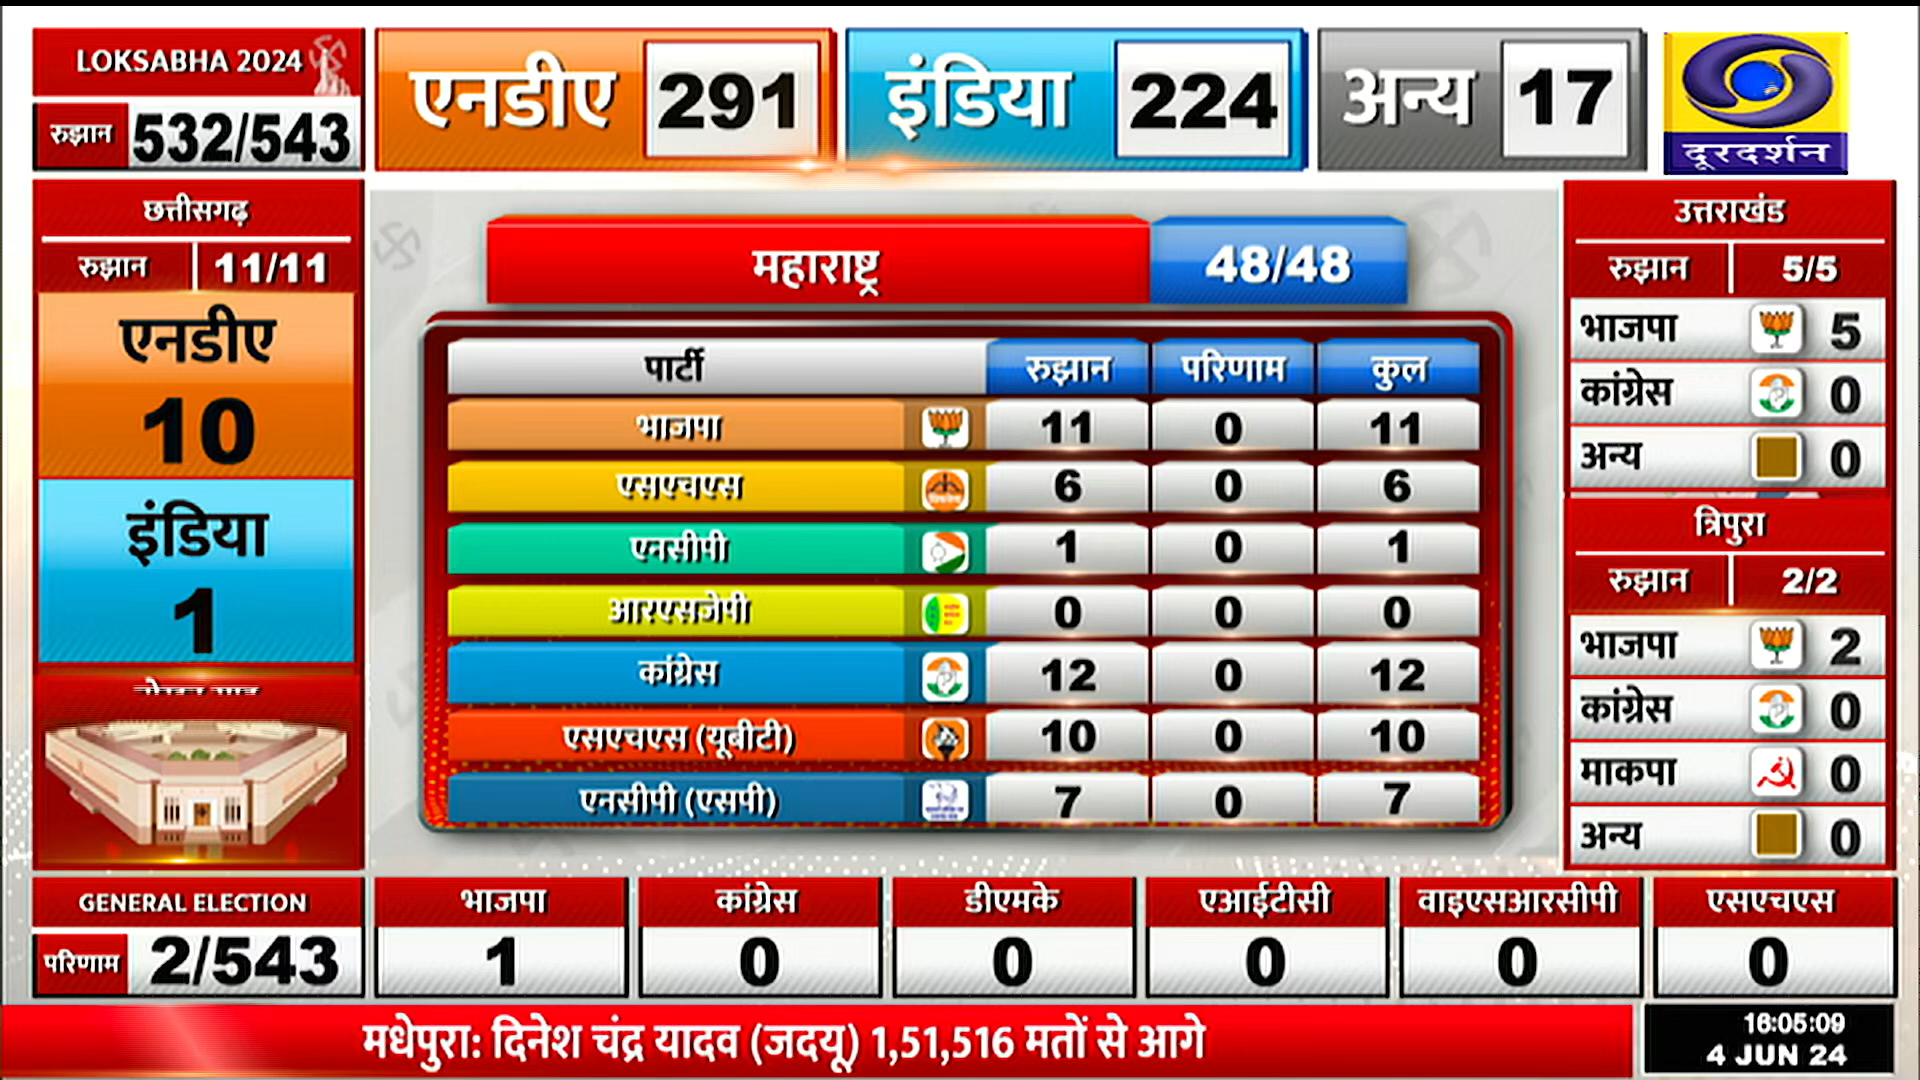 LOKSABHA 2024
रुझान 532/543
एनडीए 291
इंडिया 224
अन्य 17
दूरदर्शन
छत्तीसगढ़
रुझान 11/11
एनडीए
10
इंडिया
1
महाराष्ट्र 48/48
पार्टी रुझान परिणाम कुल
भाजपा 11 0 11
एसएचएस 6 0 6
एनसीपी 1 0 1
आरएसजेपी 0 0 0
कांग्रेस 12 0 12
एसएचएस (यूबीटी) 10 0 10
एनसीपी (एसपी) 7 0 7
उत्तराखंड
रुझान 5/5
भाजपा 5
कांग्रेस 0
अन्य 0
त्रिपुरा
रुझान 2/2
भाजपा 2
कांग्रेस 0
माकपा 0
अन्य 0
GENERAL ELECTION
परिणाम 2/543
भाजपा
1
कांग्रेस
0
डीएमके
0
एआईटीसी
0
वाइएसआरसीपी
0
एसएचएस
0
मधेपुरा: दिनेश चंद्र यादव (जदयू) 1,51,516 मतों से आगे
16:05:09
4 JUN 24